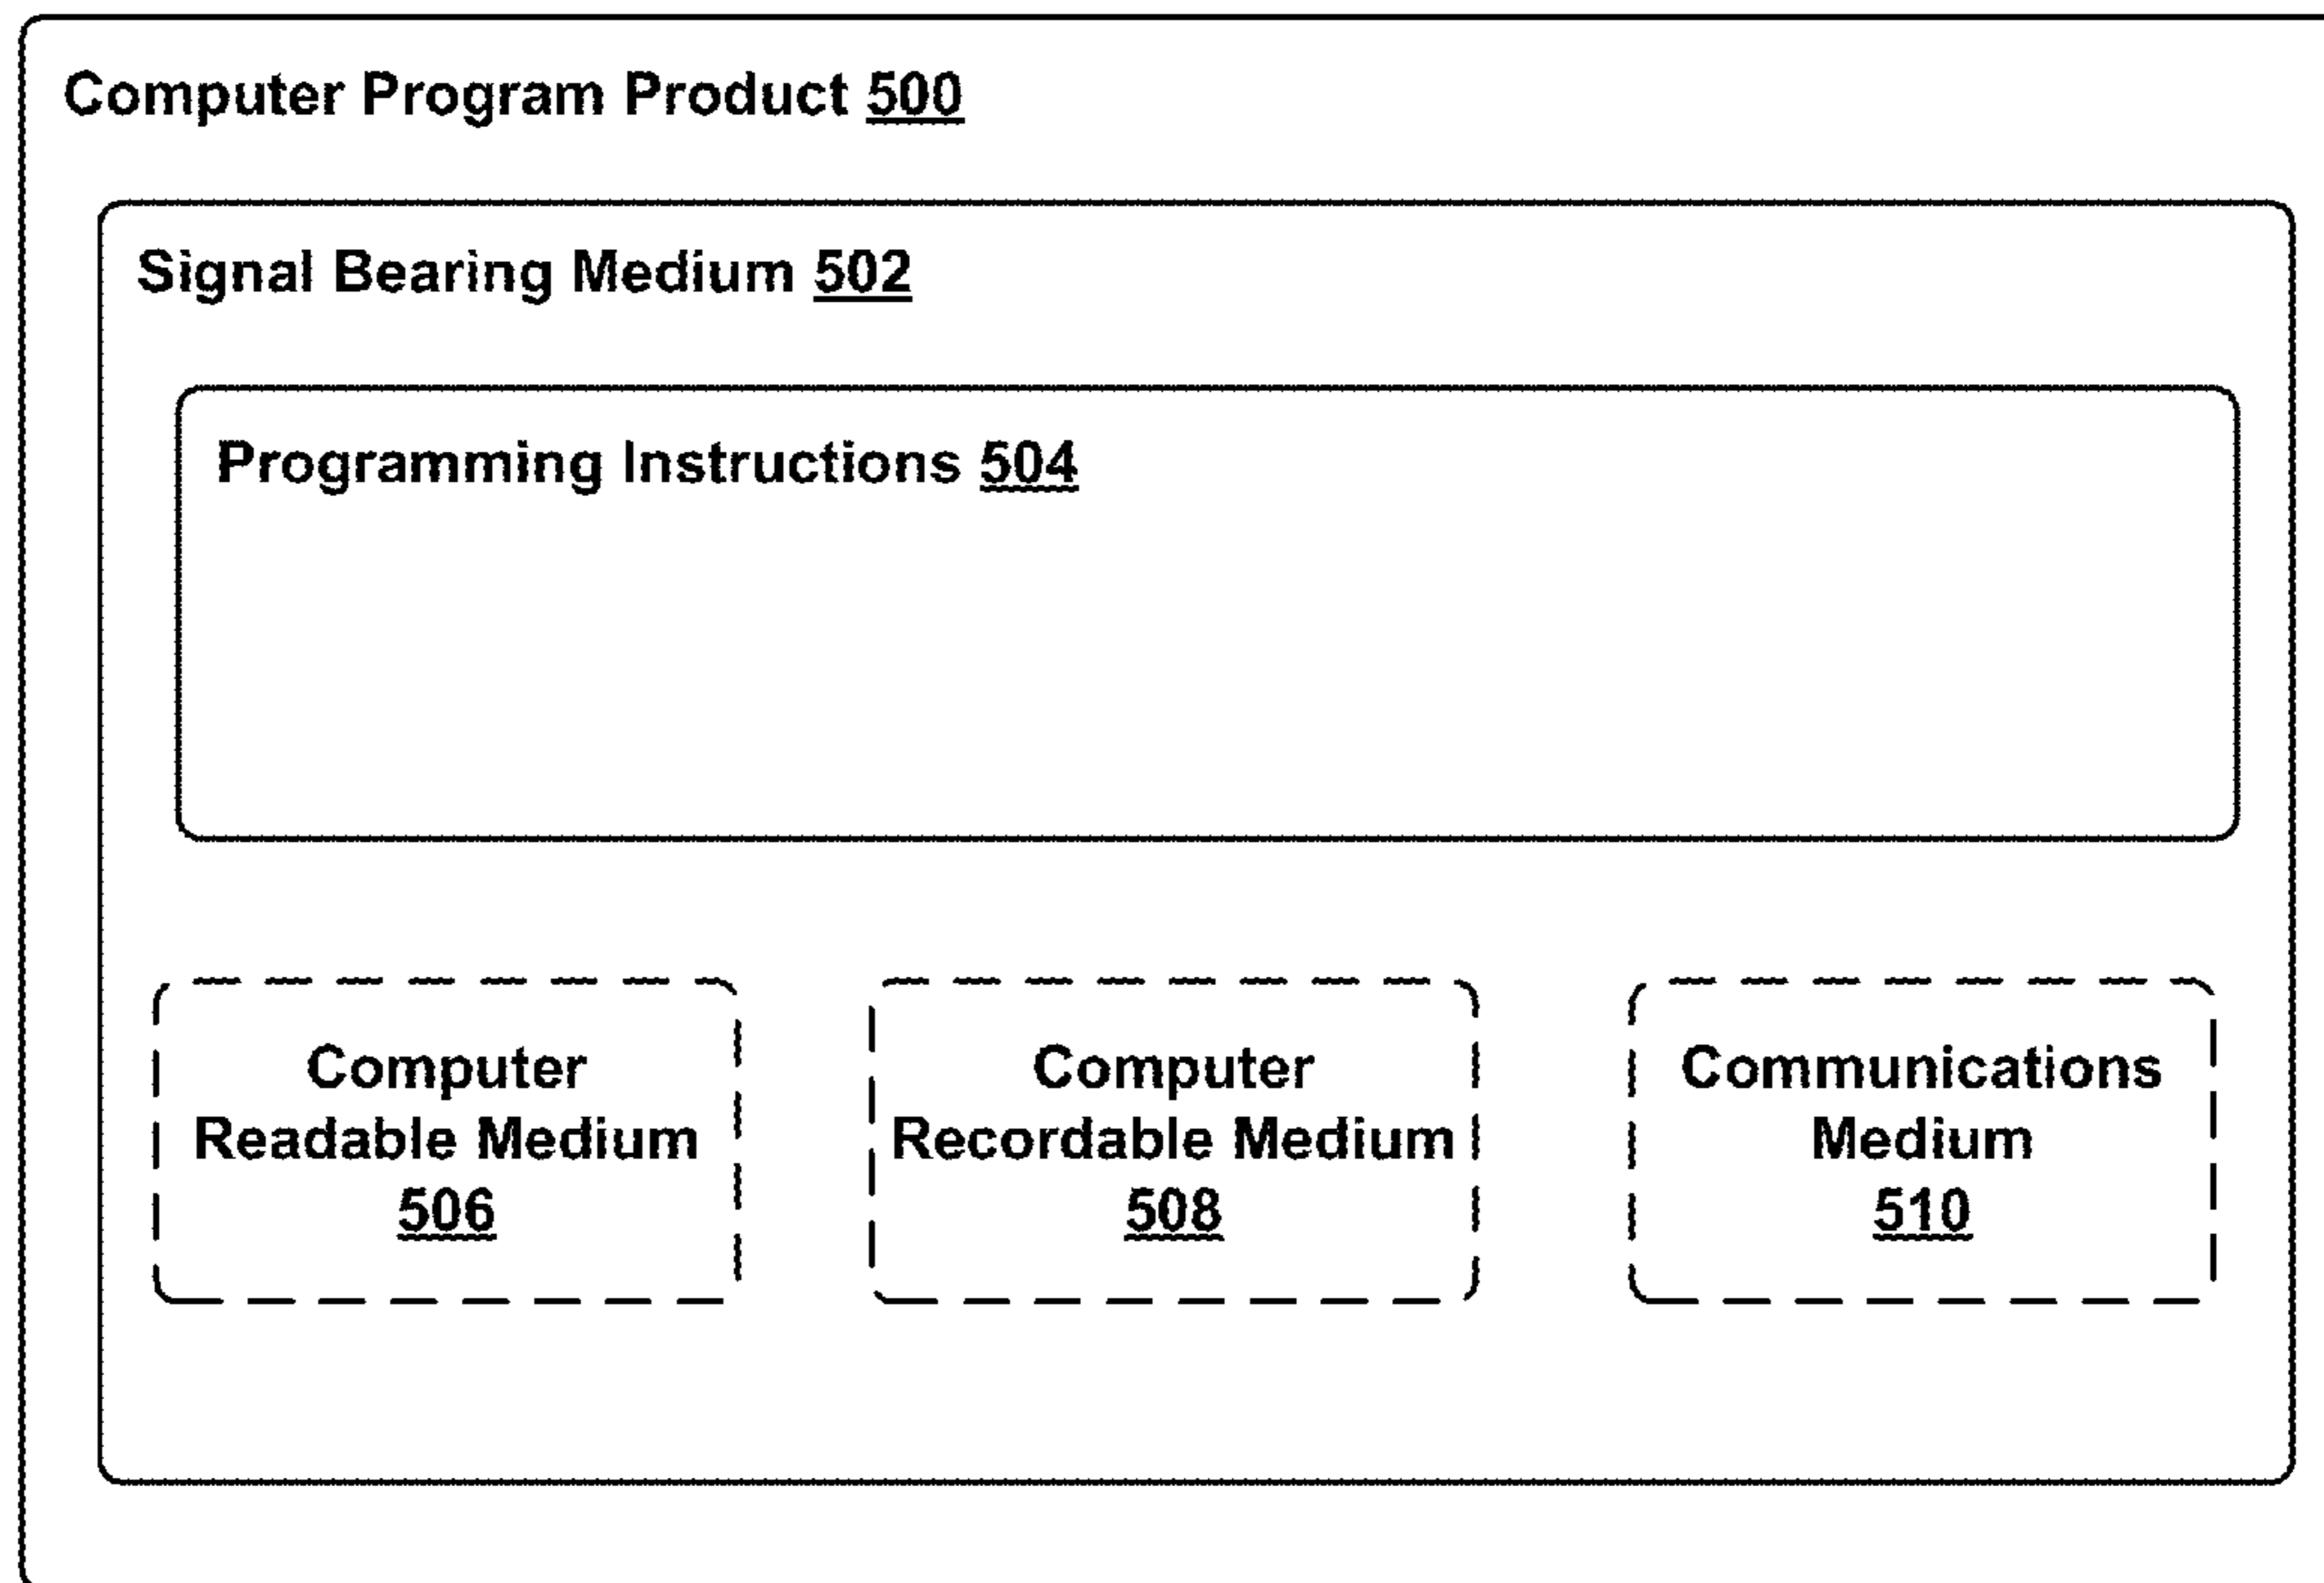 Computer Program Product 500
Signal Bearing Medium 502
Programming Instructions 504
Computer
Readable Medium
506
Computer
Recordable Medium
508
Communications
Medium
510